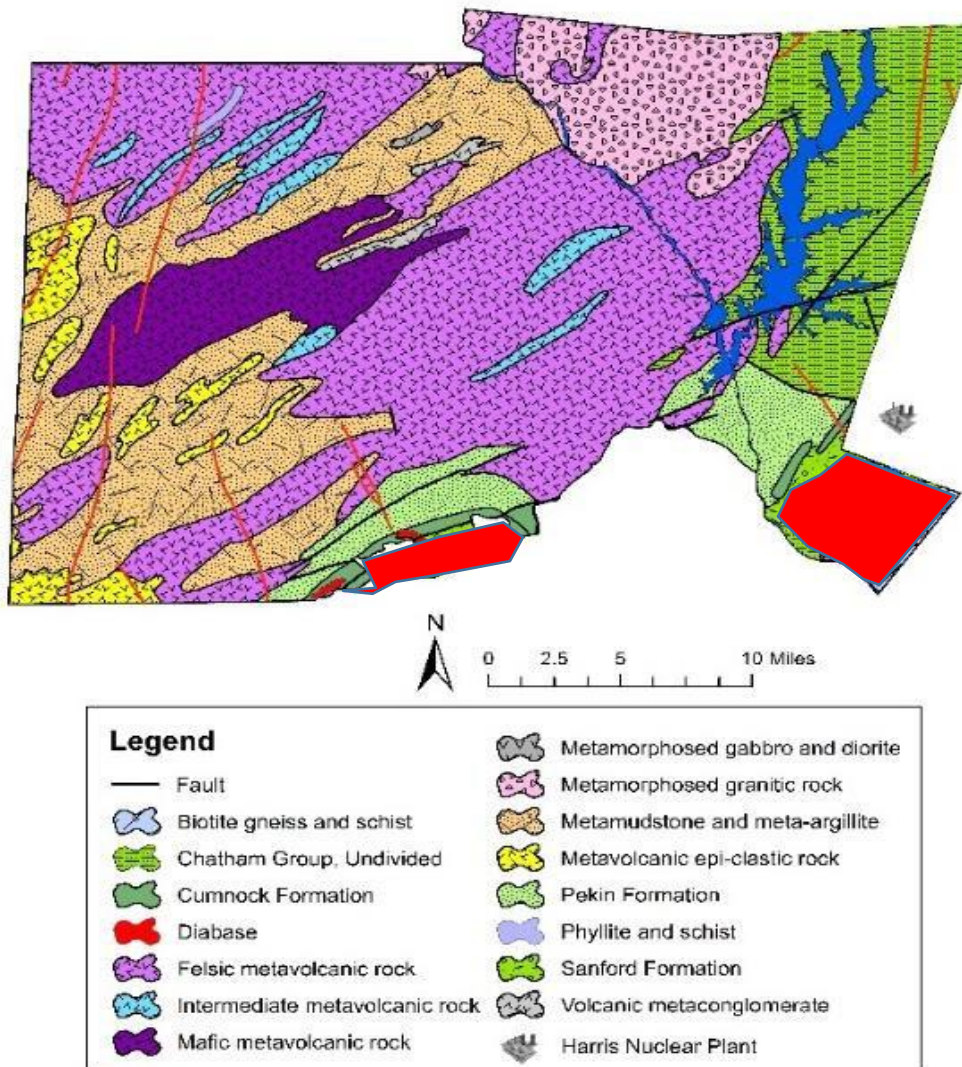 N
0 2.5 5 10 Miles
Legend
Fault
Biotite gneiss and schist
Chatham Group, Undivided
Cumnock Formation
Diabase
Felsic metavolcanic rock
Intermediate metavolcanic rock
Mafic metavolcanic rock
Metamorphosed gabbro and diorite
Metamorphosed granitic rock
Metamudstone and meta-argillite
Metavolcanic epi-clastic rock
Pekin Formation
Phyllite and schist
Sanford Formation
Volcanic metaconglomerate
Harris Nuclear Plant